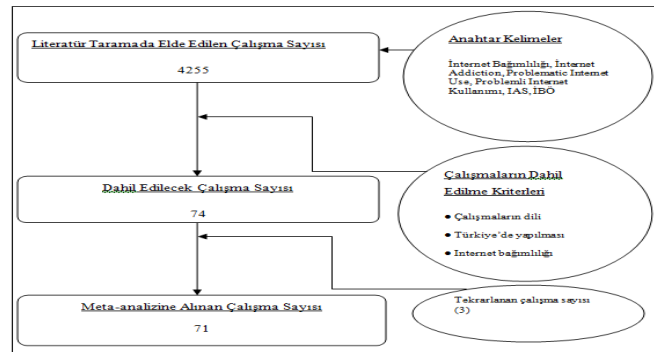 Literatür Taramada Elde Edilen Çalışma Sayısı
4255
Anahtar Kelimeler
İnternet Bağımlılığı, İnternet
Addiction, Problematic Internet
Use, Problemli Internet
Kullanımı, IAS, İBÖ
Dahil Edilecek Çalışma Sayısı
74
Çalışmaların Dahil
Edilme Kriterleri
● Çalışmaların dili
● Türkiye'de yapılması
● Internet bağımlılığı
Meta-analizine Alınan Çalışma Sayısı
71
Tekrarlanan çalışma sayısı
(3)